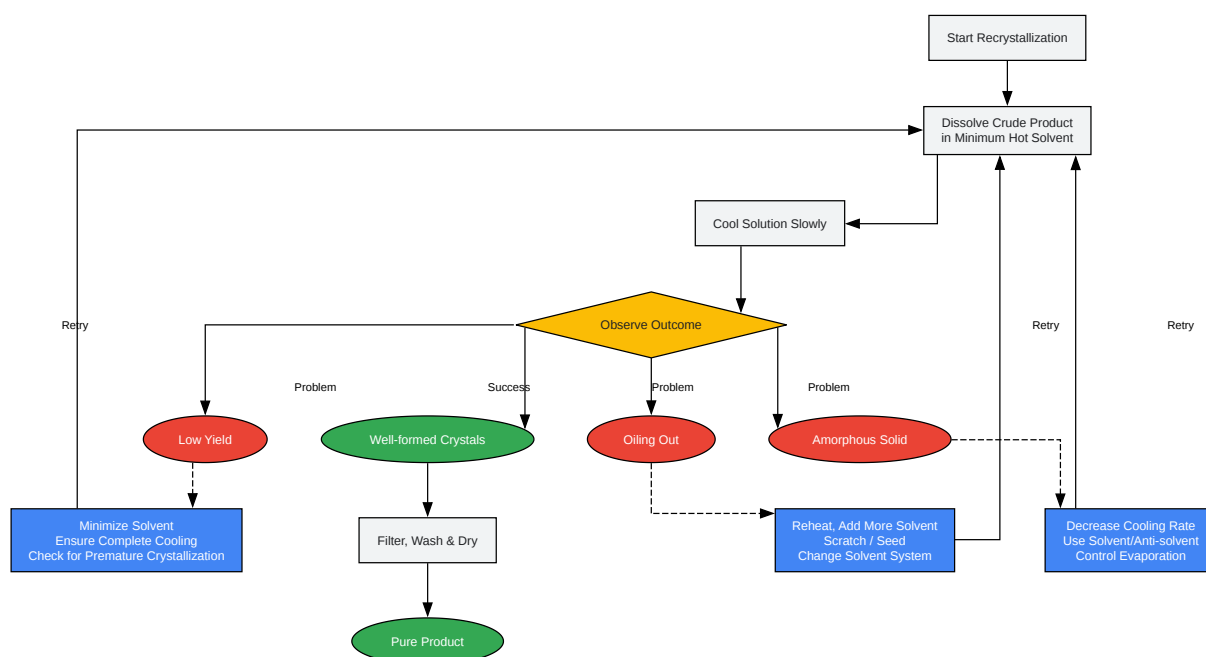 Start Recrystallization
Dissolve Crude Product
in Minimum Hot Solvent
Cool Solution Slowly
Retry
Observe Outcome
Retry
Retry
Problem
Success
Problem
Problem
Low Yield
Well-formed Crystals
Oiling Out
Amorphous Solid
Minimize Solvent
Ensure Complete Cooling
Check for Premature Crystallization
Filter, Wash & Dry
Reheat, Add More Solvent
Scratch / Seed
Change Solvent System
Decrease Cooling Rate
Use Solvent/Anti-solvent
Control Evaporation
Pure Product